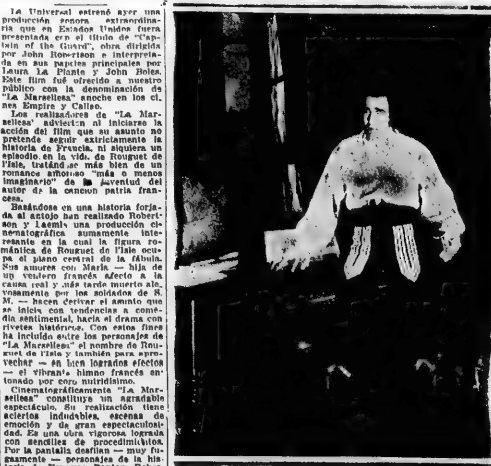 La Universal estrenó ayer una
producción sonora extraordina-
ria que en Estados Unidos fuera
presentada con el título de "Cap-
tain of the Guard", obra dirigida
por John Robertson e interpreta-
da en sus papeles principales por
Laura La Plante y John Boles.
Este film fué ofrecido a nuestro
público con la denominación de
"La Marsellesa" anoche en los ci-
nes Empire y Callao.
Los realizadores de "La Mar-
sellesa" advierten al iniciarse la
acción del film que su asunto no
pretende seguir extrictamente la
historia de Francia, ni siquiera un
episodio en la vida de Rouguet de
l'Isle, tratándose más bien de un
romance amoroso "más o menos
imaginario" de la juventud del
autor de la canción patria fran-
cesa.
Basándose en una historia forja-
da al antojo han realizado Robert-
son y Laemle una producción ci-
nematográfica sumamente inte-
resante en la cual la figura ro-
mántica de Rouguet de l'Isle ocu-
pa el plano central de la fábula.
Sus amores con Maria — hija de
un ventero francés afecto a la
causa real y más tarde muerto ale-
vosamente por los soldados de S.
M. — hacen derivar el asunto que
se inicia con tendencias a come-
dia sentimental, hacia el drama con
rivetes históricos. Con estos fines
ha incluído entre los personajes de
"La Marsellesa" el nombre de Rou-
guet de l'Isle y también para apro-
vechar — en bien logrados efectos
— el vibrante himno francés en-
tonado por coro nutridísimo.
Cinematográficamente "La Mar-
sellesa" constituye un agradable
espectáculo. Su realización tiene
aciertos indudables, escenas de
emoción y de gran espectaculosi-
dad. Es una obra vigorosa lograda
con sencillez de procedimientos.
Por la pantalla desfilan — muy fu-
gazmente — personajes de la his-